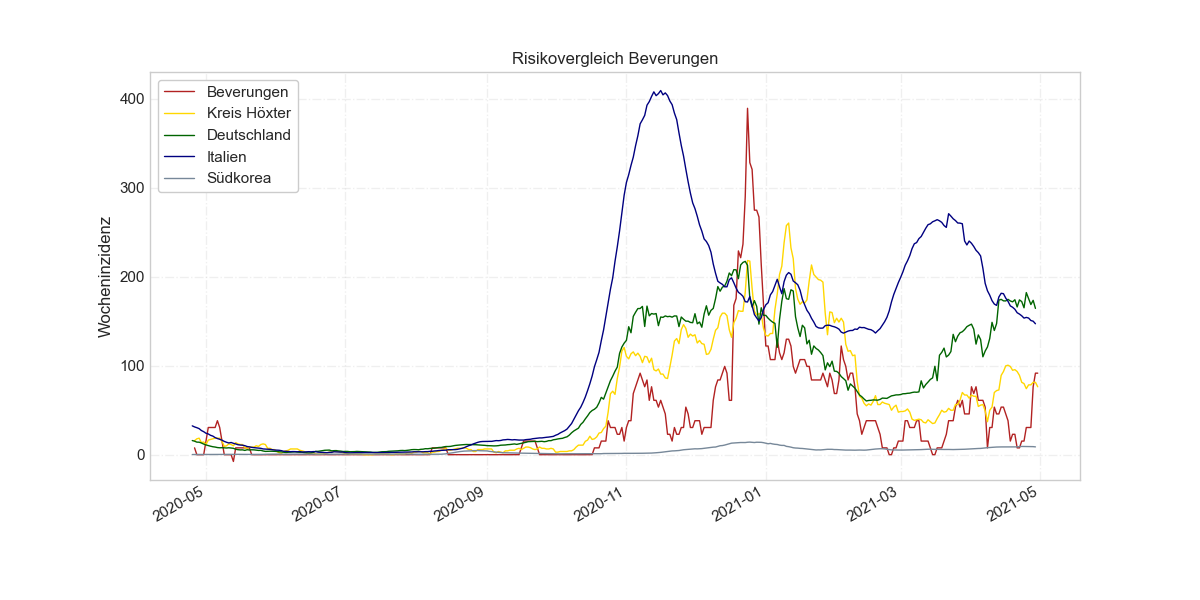 Risikovergleich Beverungen
Beverungen
Kreis Höxter
Deutschland
Italien
Südkorea
Wocheninzidenz
400
300
200
100
0
2020-05
2020-07
2020-09
2020-11
2021-01
2021-03
2021-05